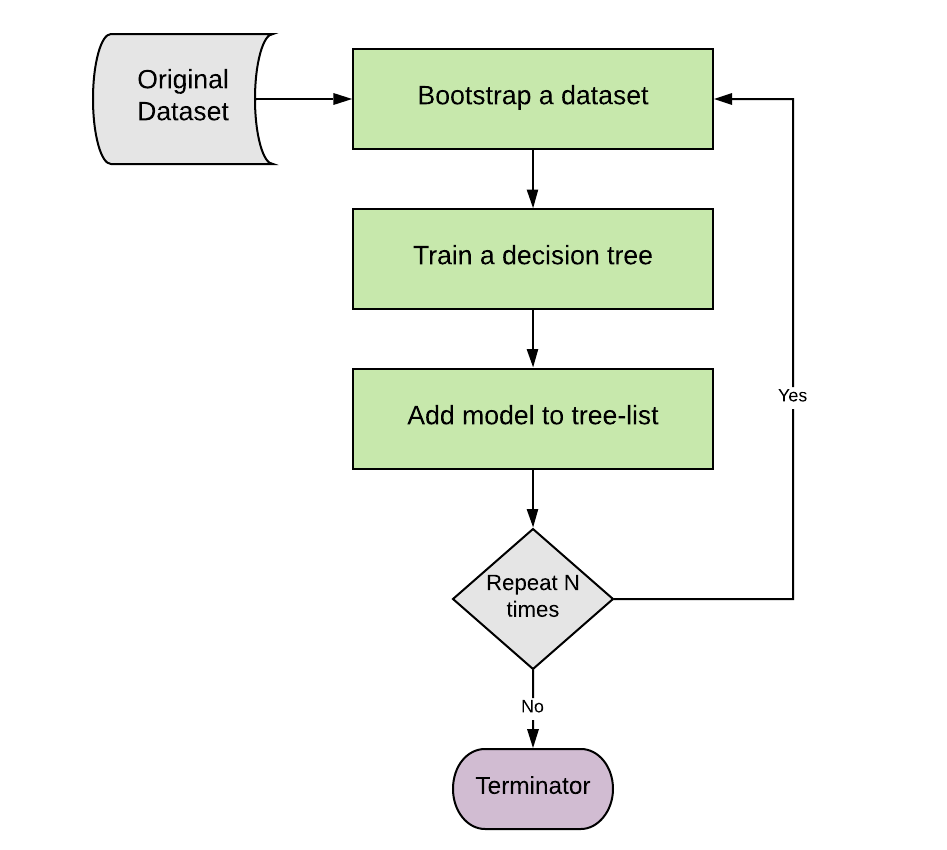 Original
Dataset
Bootstrap a dataset
Train a decision tree
Add model to tree-list
Yes
Repeat N
times
No
Terminator